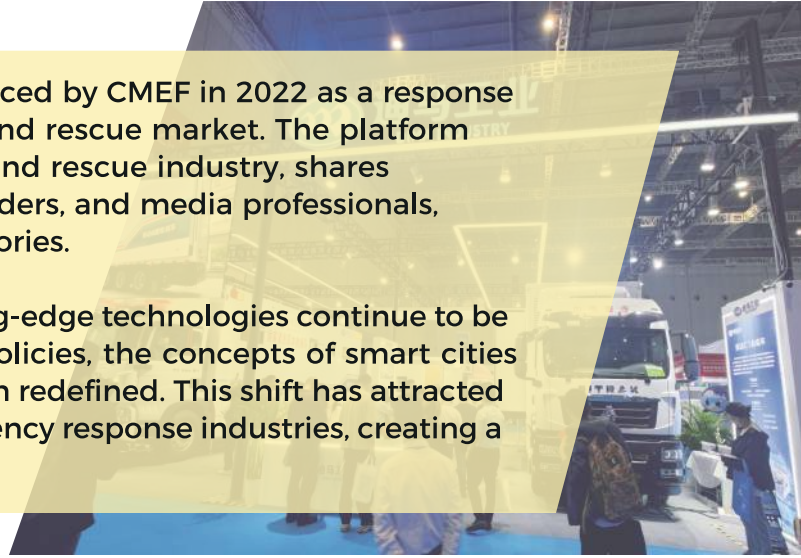 ced by CMEF in 2022 as a response
nd rescue market. The platform
nd rescue industry, shares
ders, and media professionals,
ories.
g-edge technologies continue to be
olicies, the concepts of smart cities
n redefined. This shift has attracted
ency response industries, creating a